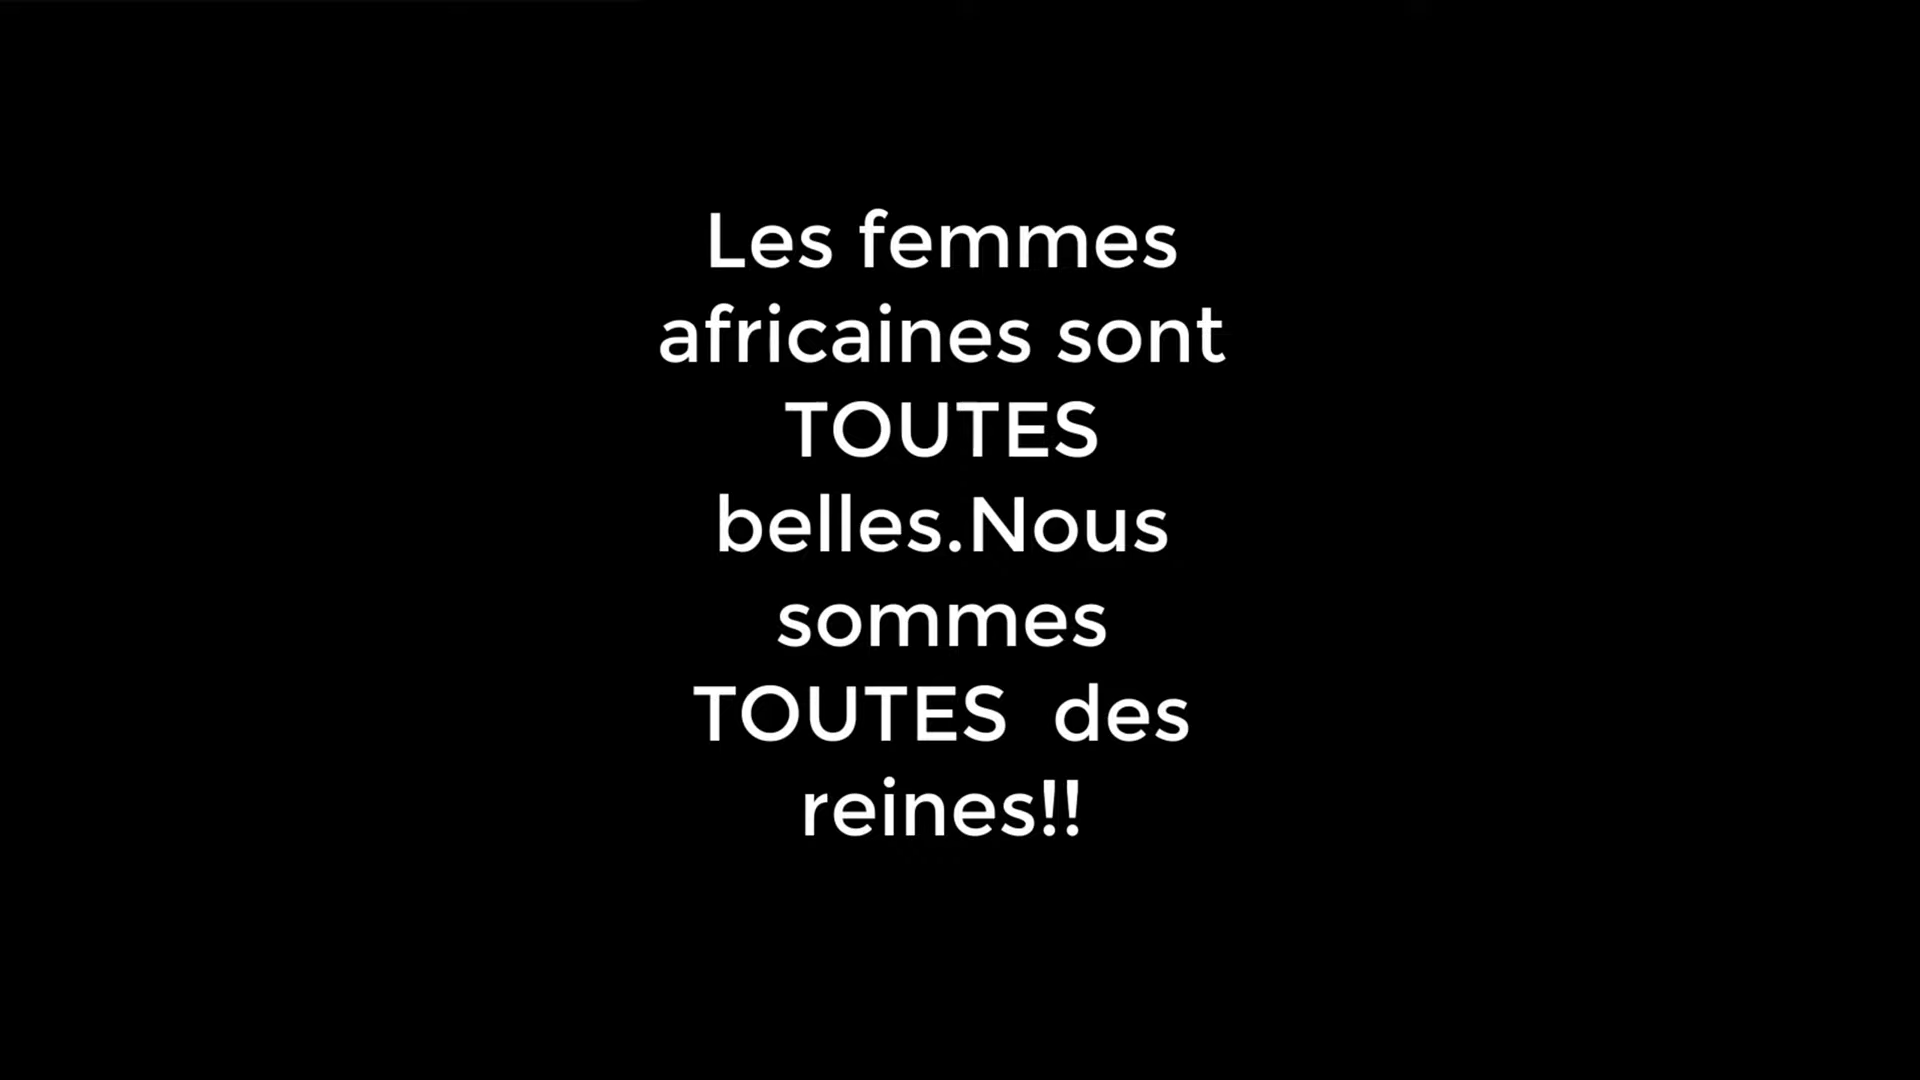 Les femmes
africaines sont
TOUTES
belles.Nous
sommes
TOUTES  des
reines!!